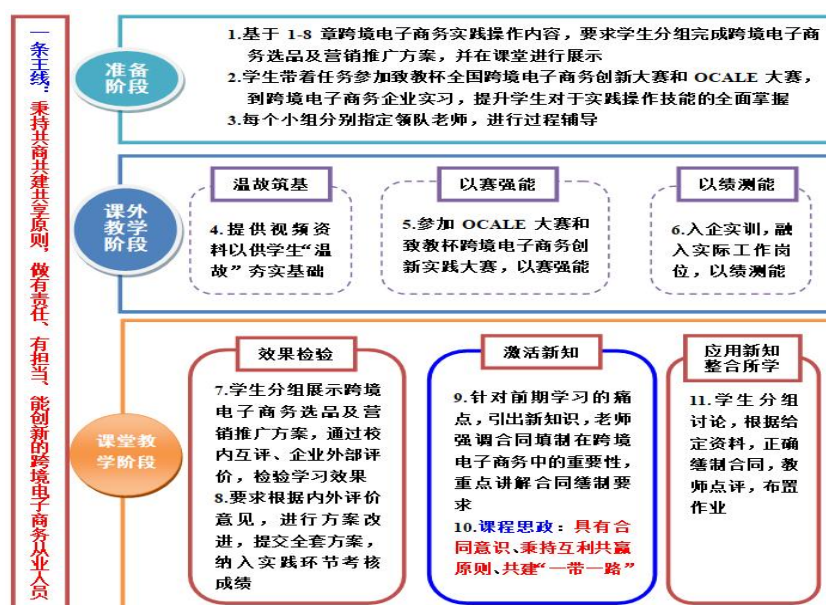 一条主线：秉持共商共建共享原则，做有责任、有担当、能创新的跨境电子商务从业人员
准备
阶段
1.基于 1-8 章跨境电子商务实践操作内容，要求学生分组完成跨境电子商
务选品及营销推广方案，并在课堂进行展示
2.学生带着任务参加致教杯全国跨境电子商务创新大赛和 OCALE 大赛，
到跨境电子商务企业实习，提升学生对于实践操作技能的全面掌握
3.每个小组分别指定领队老师，进行过程辅导
课外
教学
阶段
温故筑基
4.提供视频资
料以供学生“温
故”夯实基础
以赛强能
5.参加 OCALE 大赛和
致教杯跨境电子商务创
新实践大赛，以赛强能
以绩测能
6.入企实训，融
入实际工作岗
位，以绩测能
课堂教
学阶段
效果检验
7.学生分组展示跨境
电子商务选品及营
销推广方案，通过校
内互评、企业外部评
价，检验学习效果
8.要求根据内外评价
意见，进行方案改
进，提交全套方案，
纳入实践环节考核
成绩
激活新知
9.针对前期学习的痛
点，引出新知识，老师
强调合同填制在跨境
电子商务中的重要性，
重点讲解合同缮制要
求
10.课程思政：具有合
同意识、秉持互利共赢
原则、共建“一带一路”
应用新知
整合所学
11.学生分组
讨论，根据给
定资料，正确
缮制合同，教
师点评，布置
作业